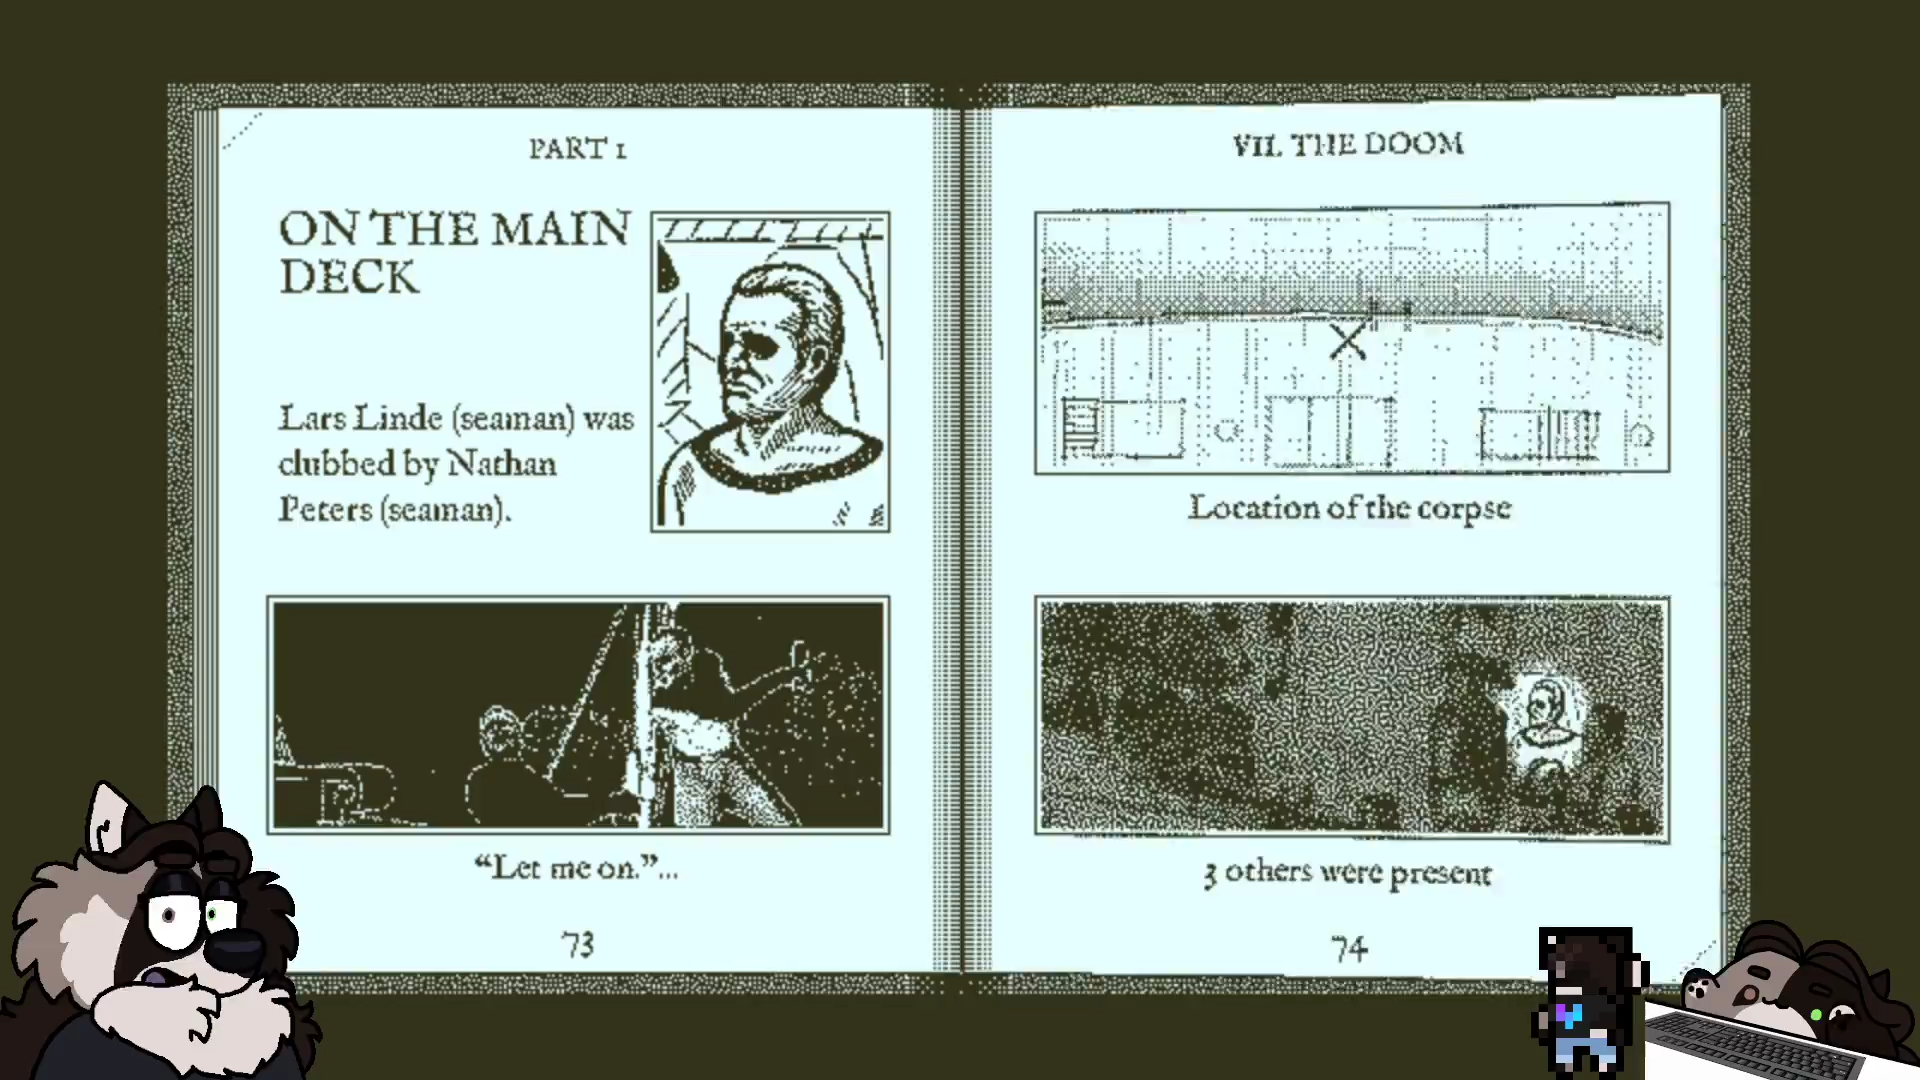 PART 1
ON THE MAIN
DECK
Lars Linde (seaman) was
clubbed by Nathan
Peters (seaman).
“Let me on.”...
73
VII. THE DOOM
Location of the corpse
3 others were present
74